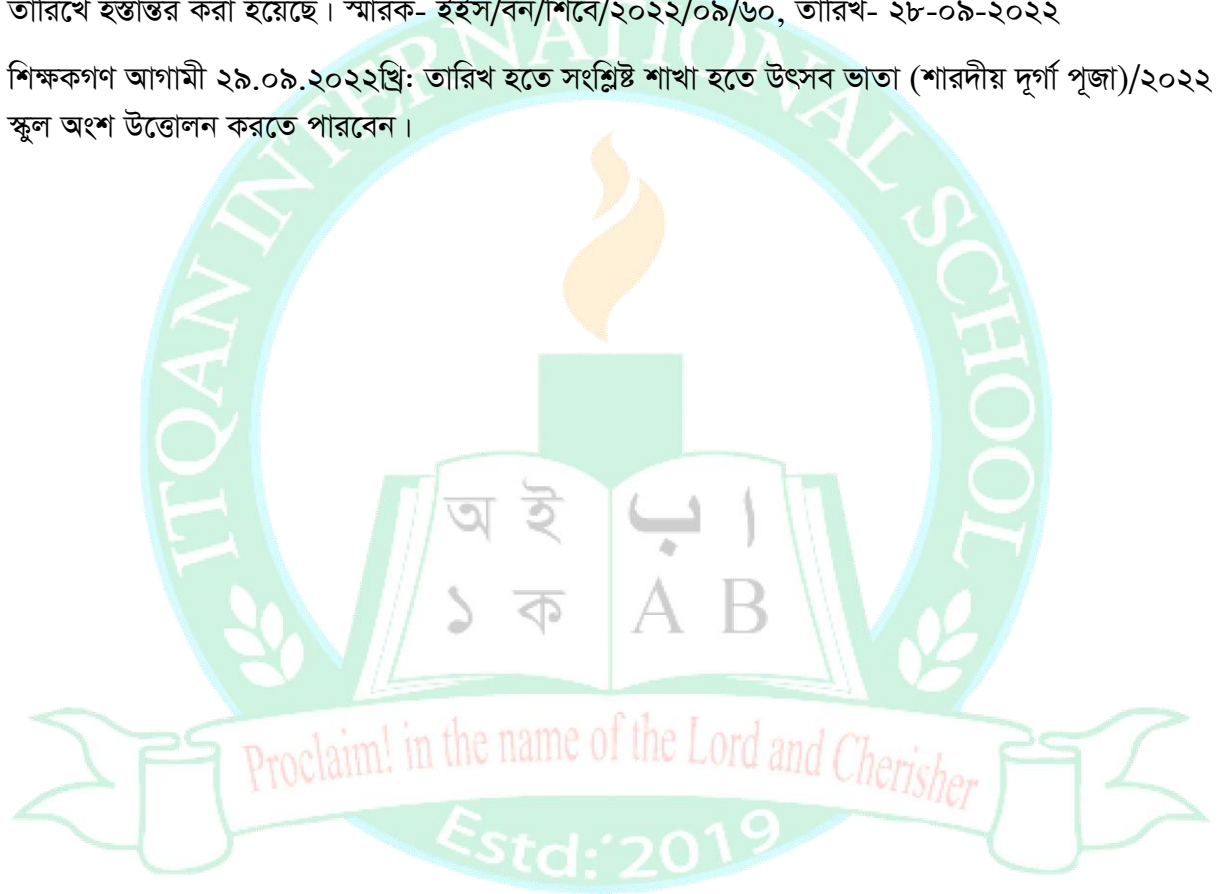 তারিখে হস্তান্তর করা হয়েছে। স্মারক- ইইস/বন/শিবে/২০২২/০৯/৬০, তারিখ- ২৮-০৯-২০২২
শিক্ষকগণ আগামী ২৯.০৯.২০২২খ্রি: তারিখ হতে সংশ্লিষ্ট শাখা হতে উৎসব ভাতা (শারদীয় দূর্গা পূজা)/২০২২
স্কুল অংশ উত্তোলন করতে পারবেন।
ITQAN INTERNATIONAL SCHOOL
অ ই ب ا
১ ক A B
Proclaim! in the name of the Lord and Cherisher
Estd:'2019